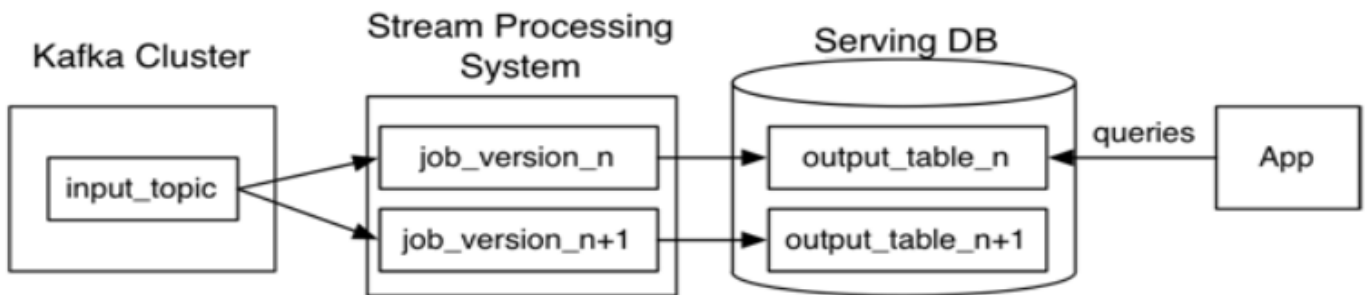 Kafka Cluster
Stream Processing
System
Serving DB
input_topic
job_version_n
job_version_n+1
output_table_n
output_table_n+1
queries
App